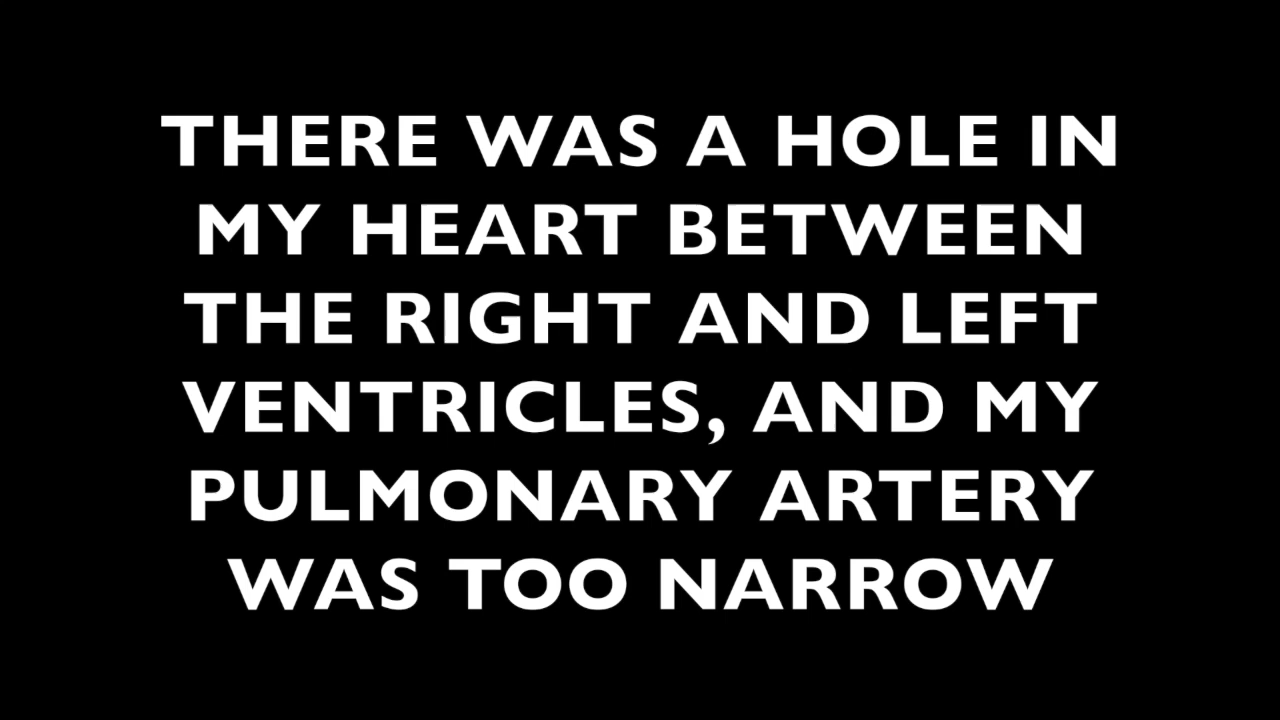 THERE WAS A HOLE IN
MY HEART BETWEEN
THE RIGHT AND LEFT
VENTRICLES, AND MY
PULMONARY ARTERY
WAS TOO NARROW